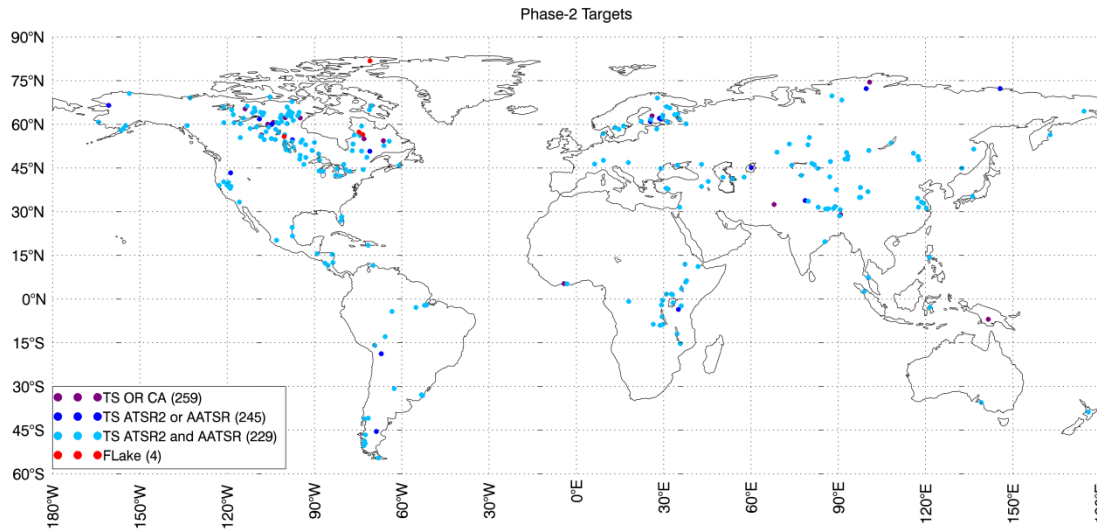 Phase-2 Targets
90°N
75°N
60°N
45°N
30°N
15°N
0°N
15°S
30°S
45°S
60°S
TS OR CA (259)
TS ATSR2 or AATSR (245)
TS ATSR2 and AATSR (229)
FLake (4)
180°W
150°W
120°W
90°W
60°W
30°W
0°E
30°E
60°E
90°E
120°E
150°E